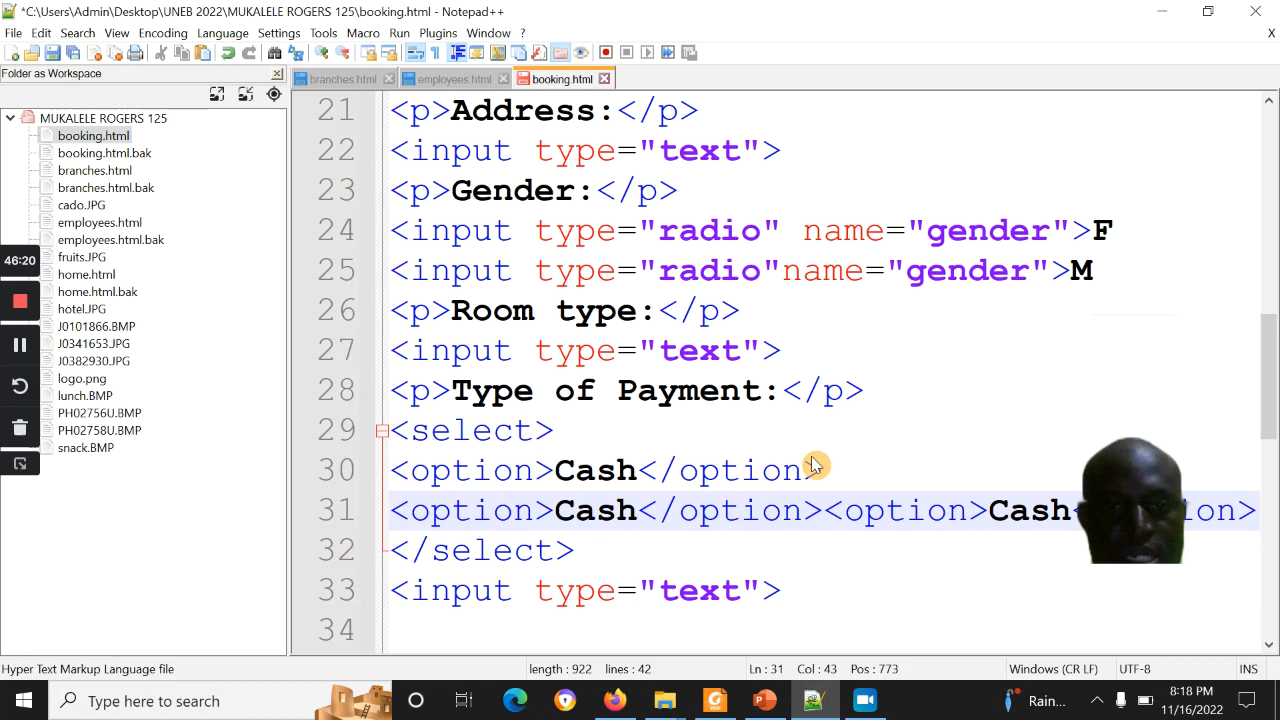 *C:\Users\Admin\Desktop\UNEB 2022\MUKALELE ROGERS 125\booking.html - Notepad++
File Edit Search View Encoding Language Settings Tools Macro Run Plugins Window ? X
Folder as Workspace
branches.html employees.html booking.html
MUKALELE ROGERS 125
booking.html
booking.html.bak
branches.html
branches.html.bak
cado.JPG
employees.html
employees.html.bak
fruits.JPG
home.html
home.html.bak
hotel.JPG
J0101866.BMP
J0341653.JPG
J0382930.JPG
logo.png
lunch.BMP
PH02756U.BMP
PH02758U.BMP
snack.BMP
46:20
21 <p>Address:</p>
22 <input type="text">
23 <p>Gender:</p>
24 <input type="radio" name="gender">F
25 <input type="radio"name="gender">M
26 <p>Room type:</p>
27 <input type="text">
28 <p>Type of Payment:</p>
29 <select>
30 <option>Cash</option>
31 <option>Cash</option><option>Cash ion>
32 </select>
33 <input type="text">
34
Hyper Text Markup Language file length : 922 lines : 42 Ln : 31 Col : 43 Pos : 773 Windows (CR LF) UTF-8 INS
Type here to search
Rain...
8:18 PM
11/16/2022